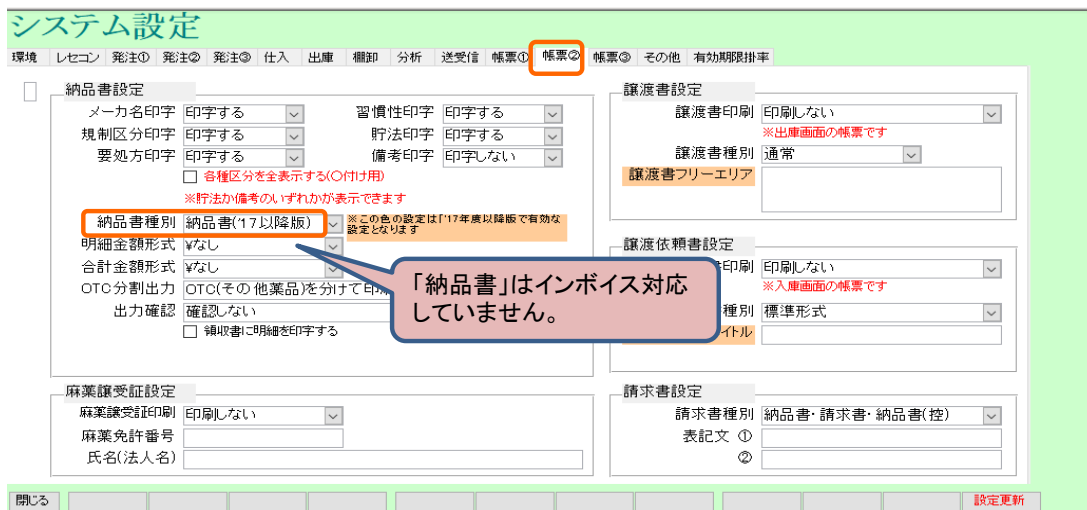 システム設定
環境 レセコン 発注① 発注② 発注③ 仕入 出庫 棚卸 分析 送受信 帳票① 帳票② 帳票③ その他 有効期限掛率
納品書設定
メーカ名印字 印字する 習慣性印字 印字する
規制区分印字 印字する 貯法印字 印字する
要処方印字 印字する 備考印字 印字しない
各種区分を全表示する(○付け用)
※貯法か備考のいずれかが表示できます
納品書種別 納品書('17以降版)
※この色の設定は「'17年度以降版で有効な
設定となります
明細金額形式 ¥なし
合計金額形式 ¥なし
OTC分割出力 OTC(その他薬品)を分けて印
出力確認 確認しない
領収書に明細を印字する
「納品書」はインボイス対応
していません。
麻薬譲受証設定
麻薬譲受証印刷 印刷しない
麻薬免許番号
氏名(法人名)
譲渡書設定
譲渡書印刷 印刷しない
※出庫画面の帳票です
譲渡書種別 通常
譲渡書フリーエリア
譲渡依頼書設定
書印刷 印刷しない
※入庫画面の帳票です
種別 標準形式
イトル
請求書設定
請求書種別 納品書・請求書・納品書(控)
表記文 ①
②
閉じる 設定更新